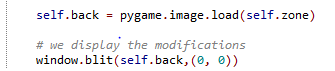 self.back = pygame.image.load(self.zone)
# we display the modifications
window.blit(self.back,(0, 0))